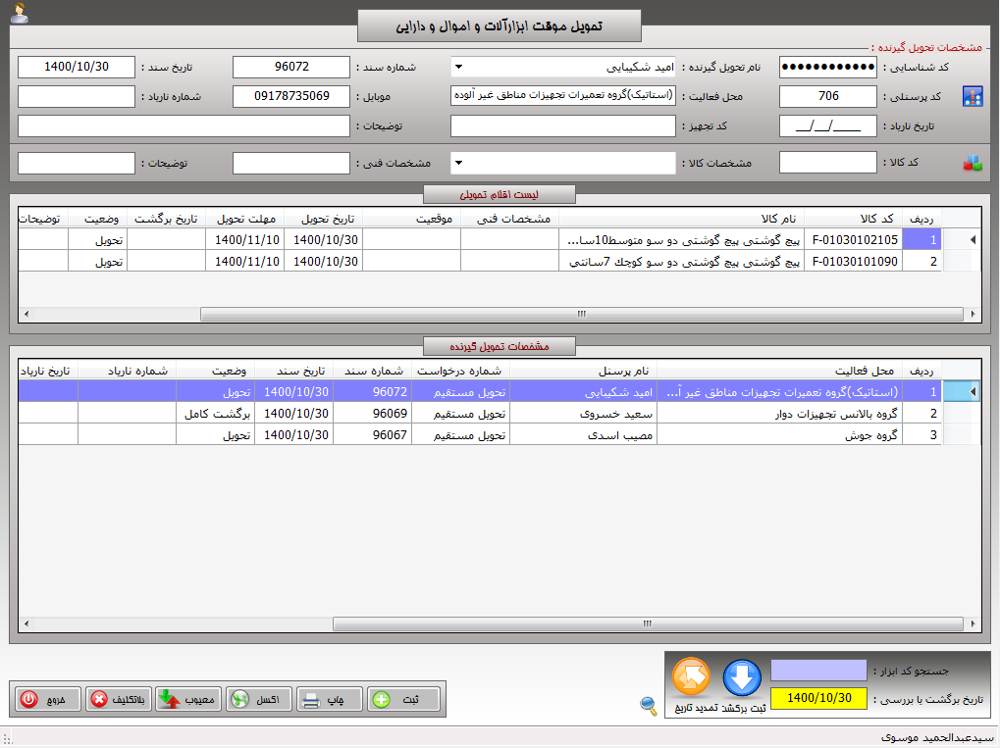 تحویل موقت ابزارآلات و اموال و دارایی
مشخصات تحویل گیرنده :
کد شناسایی : ●●●●●●●●●●●● نام تحویل گیرنده : امید شکیبایی شماره سند : 96072 تاریخ سند : 1400/10/30
کد پرسنلی : 706 محل فعالیت : (استاتیک)گروه تعمیرات تجهیزات مناطق غیر آلوده موبایل : 09178735069 شماره ناریاد :
تاریخ ناریاد : __/__/____ کد تجهیز : توضیحات :
کد کالا : مشخصات کالا : مشخصات فنی : توضیحات :
لیست اقلام تحویلی
ردیف کد کالا نام کالا مشخصات فنی موقعیت تاریخ تحویل مهلت تحویل تاریخ برگشت وضعیت توضیحات
1 F-01030102105 پیچ گوشتی پیچ گوشتی دو سو متوسط10سا... 1400/10/30 1400/11/10 تحویل
2 F-01030101090 پیچ گوشتی پیچ گوشتی دو سو کوچك 7سانتي 1400/10/30 1400/11/10 تحویل
مشخصات تحویل گیرنده
ردیف محل فعالیت نام پرسنل شماره درخواست شماره سند تاریخ سند وضعیت شماره ناریاد تاریخ ناریاد
1 (استاتیک)گروه تعمیرات تجهیزات مناطق غیر آ... امید شکیبایی تحویل مستقیم 96072 1400/10/30 تحویل
2 گروه بالانس تجهیزات دوار سعید خسروی تحویل مستقیم 96069 1400/10/30 برگشت کامل
3 گروه جوش مصیب اسدی تحویل مستقیم 96067 1400/10/30 تحویل
جستجو کد ابزار :
تاریخ برگشت یا بررسی : 1400/10/30
ثبت برگشت تمدید تاریخ
ثبت چاپ اکسل معیوب بلاتکلیف خروج
سیدعبدالحمید موسوی